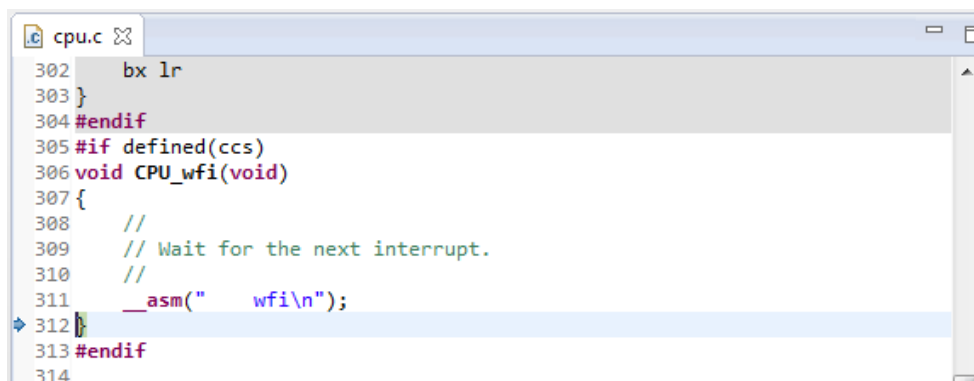 cpu.c
302     bx lr
303 }
304 #endif
305 #if defined(ccs)
306 void CPU_wfi(void)
307 {
308     //
309     // Wait for the next interrupt.
310     //
311     __asm("    wfi\n");
312 }
313 #endif
314